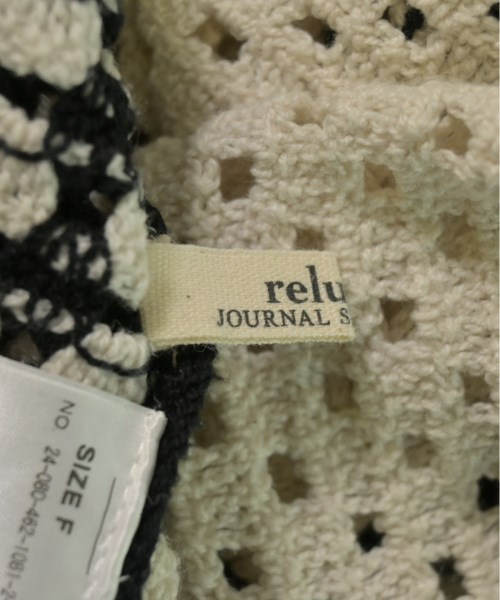 relu
JOURNAL S
SIZE F
NO. 24-080-462-1081-2